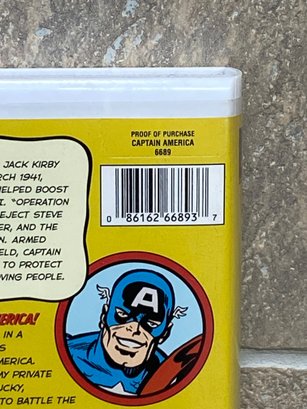 PROOF OF PURCHASE
CAPTAIN AMERICA
6689
0 86162 66893 7
JACK KIRBY
RCH 1941,
HELPED BOOST
I. "OPERATION
EJECT STEVE
ER, AND THE
N. ARMED
ELD, CAPTAIN
TO PROTECT
VING PEOPLE.
A
ERICA!
IN A
S
MERICA.
MY PRIVATE
UCKY,
TO BATTLE THE